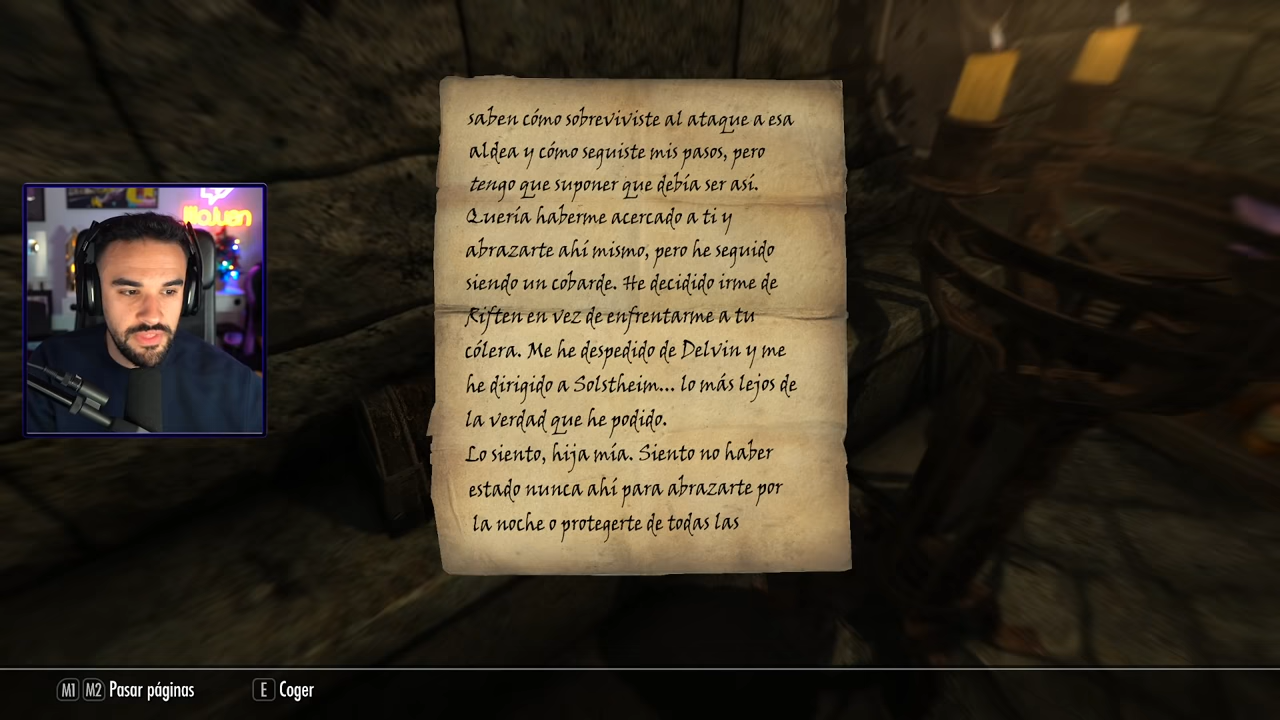 saben cómo sobreviviste al ataque a esa
aldea y cómo seguiste mis pasos, pero
tengo que suponer que debía ser así.
Quería haberme acercado a ti y
abrazarte ahí mismo, pero he seguido
siendo un cobarde. He decidido irme de
Riften en vez de enfrentarme a tu
cólera. Me he despedido de Delvin y me
he dirigido a Solstheim... lo más lejos de
la verdad que he podido.
Lo siento, hija mía. Siento no haber
estado nunca ahí para abrazarte por
la noche o protegerte de todas las
M1 M2 Pasar páginas
E Coger